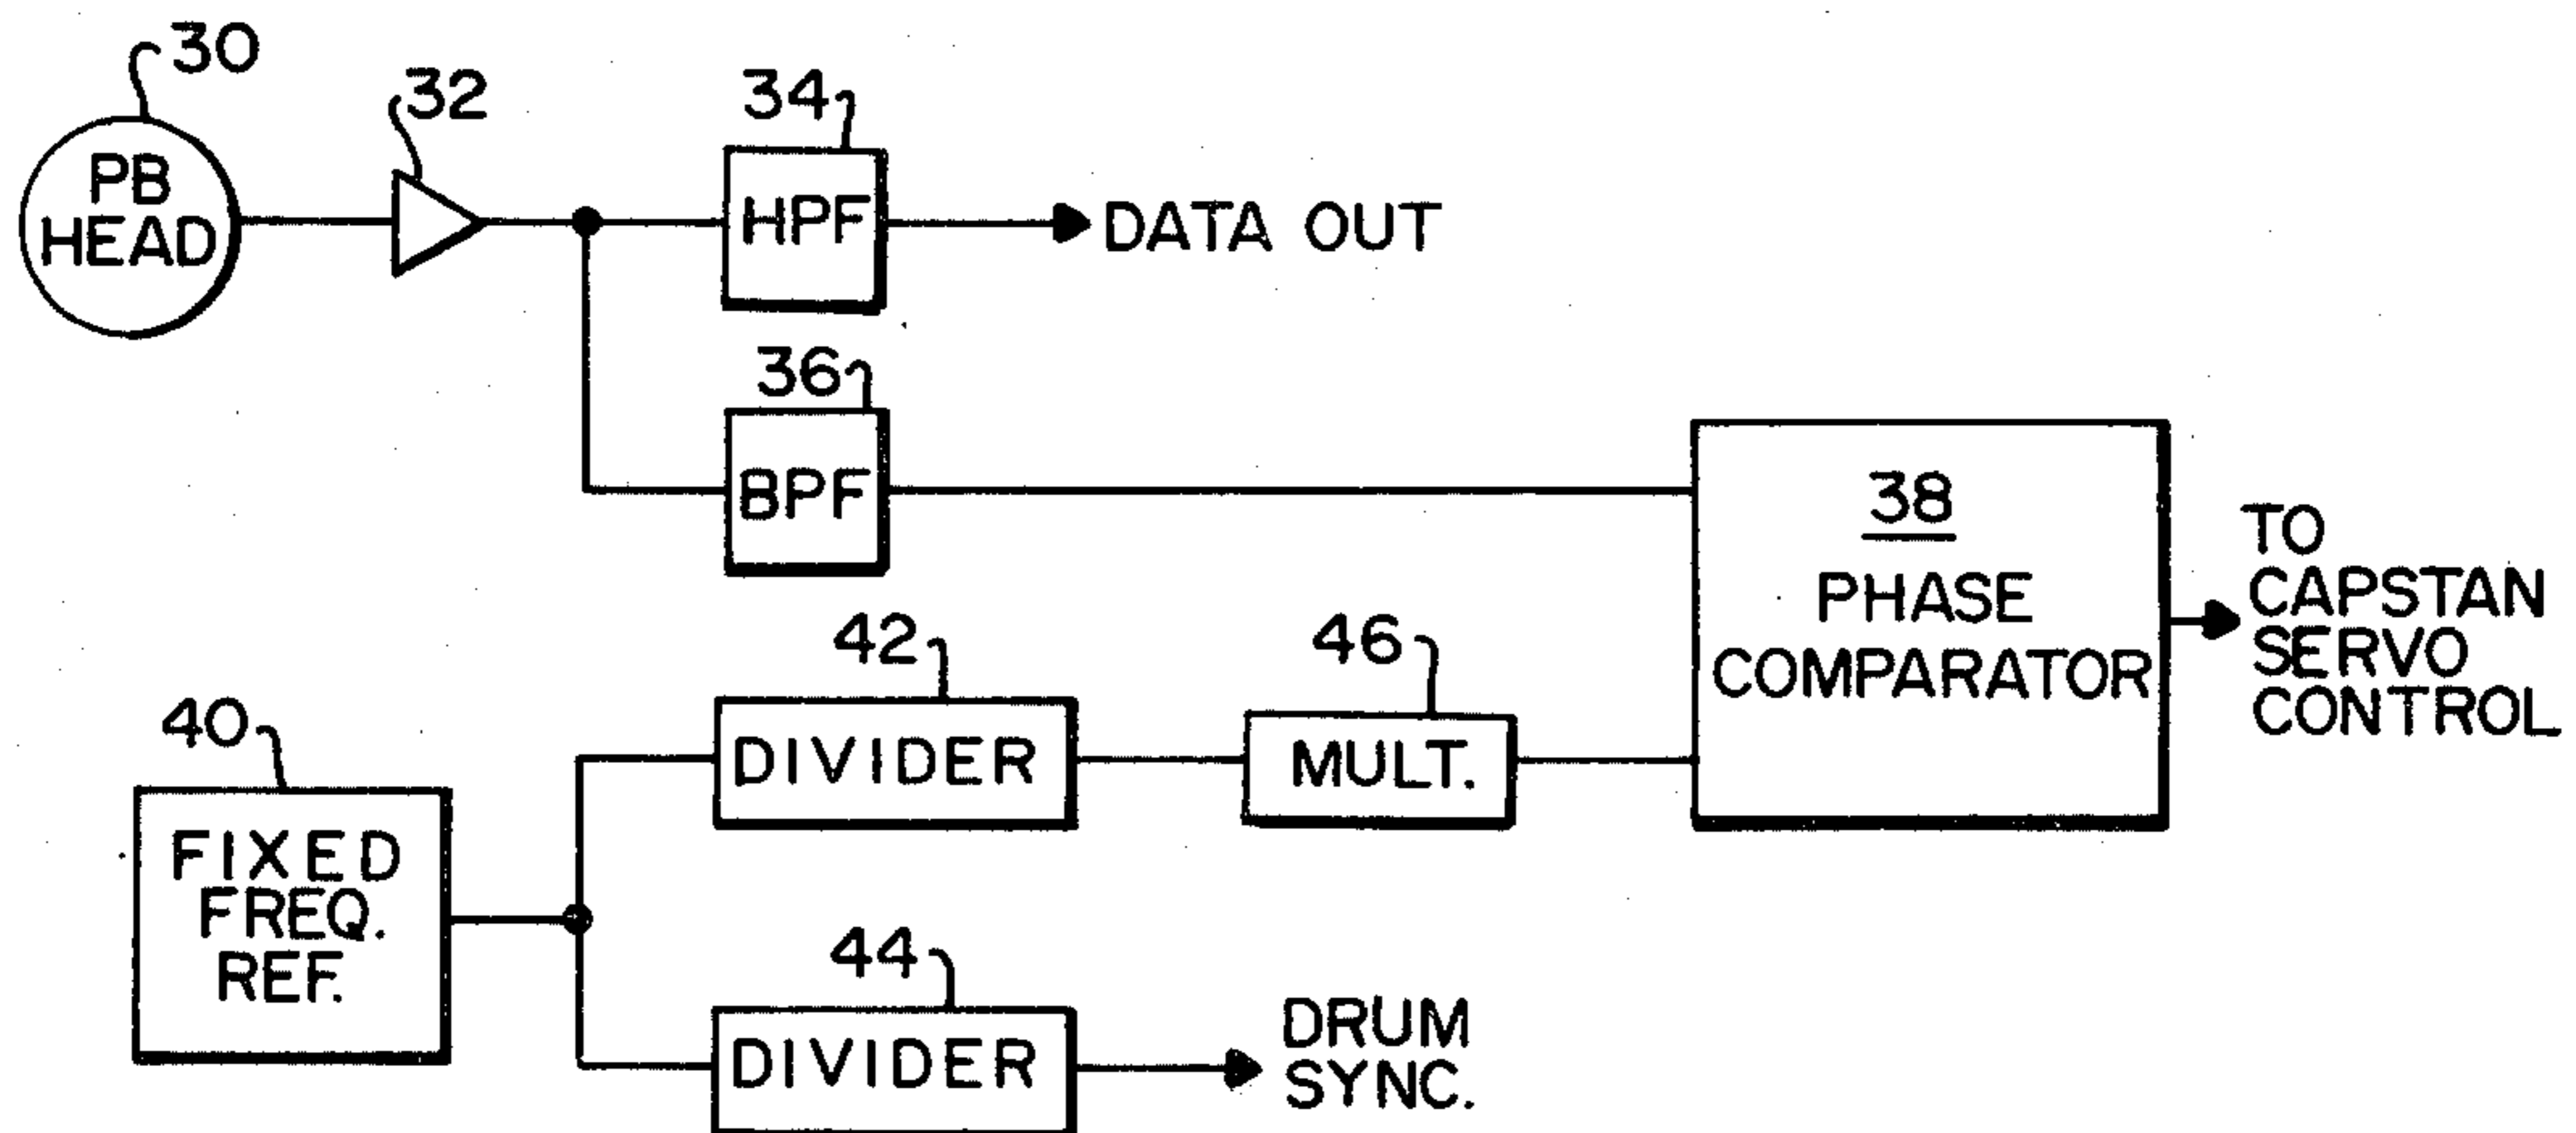 30
32
34
PB
HEAD
HPF
DATA OUT
36
BPF
38
PHASE
COMPARATOR
TO
CAPSTAN
SERVO
CONTROL
42
DIVIDER
46
MULT.
40
FIXED
FREQ.
REF.
44
DIVIDER
DRUM
SYNC.